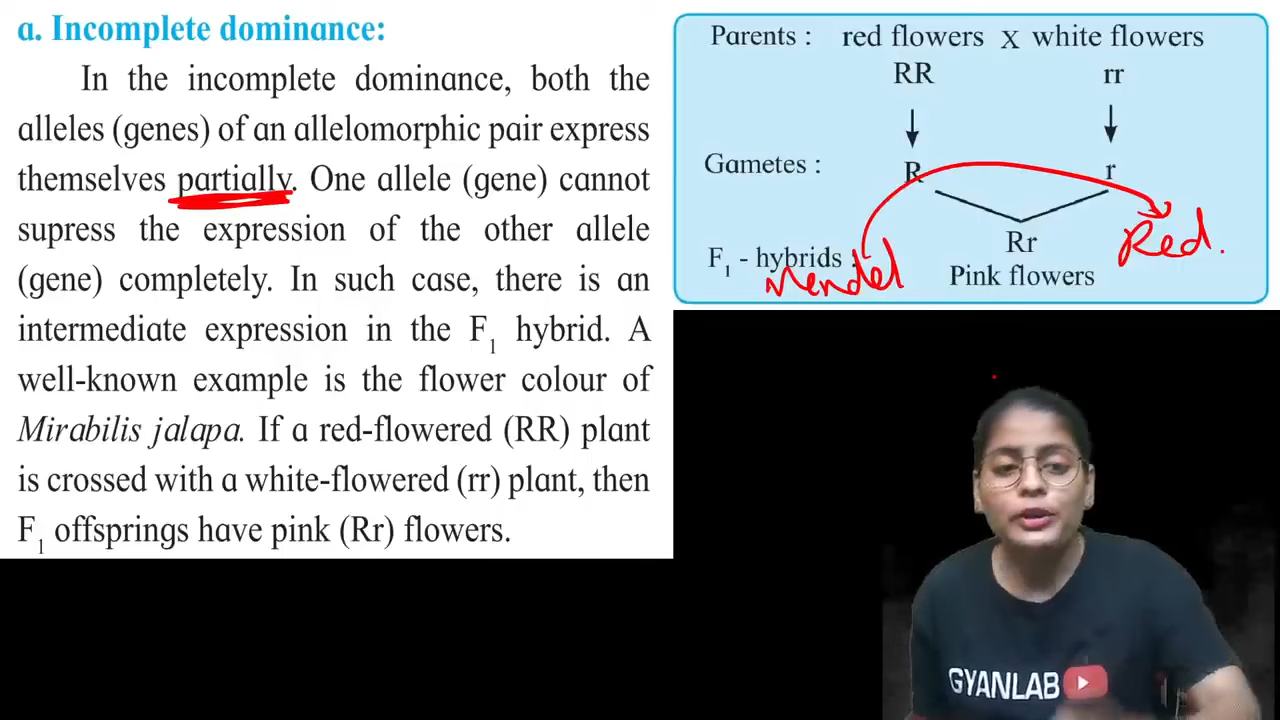 a. Incomplete dominance:
In the incomplete dominance, both the
alleles (genes) of an allelomorphic pair express
themselves partially. One allele (gene) cannot
supress the expression of the other allele
(gene) completely. In such case, there is an
intermediate expression in the F₁ hybrid. A
well-known example is the flower colour of
Mirabilis jalapa. If a red-flowered (RR) plant
is crossed with a white-flowered (rr) plant, then
F₁ offsprings have pink (Rr) flowers.
Parents : red flowers X white flowers
RR rr
Gametes : R r
Rr
F₁ - hybrids :
Pink flowers
Mendel
Red.
GYANLAB